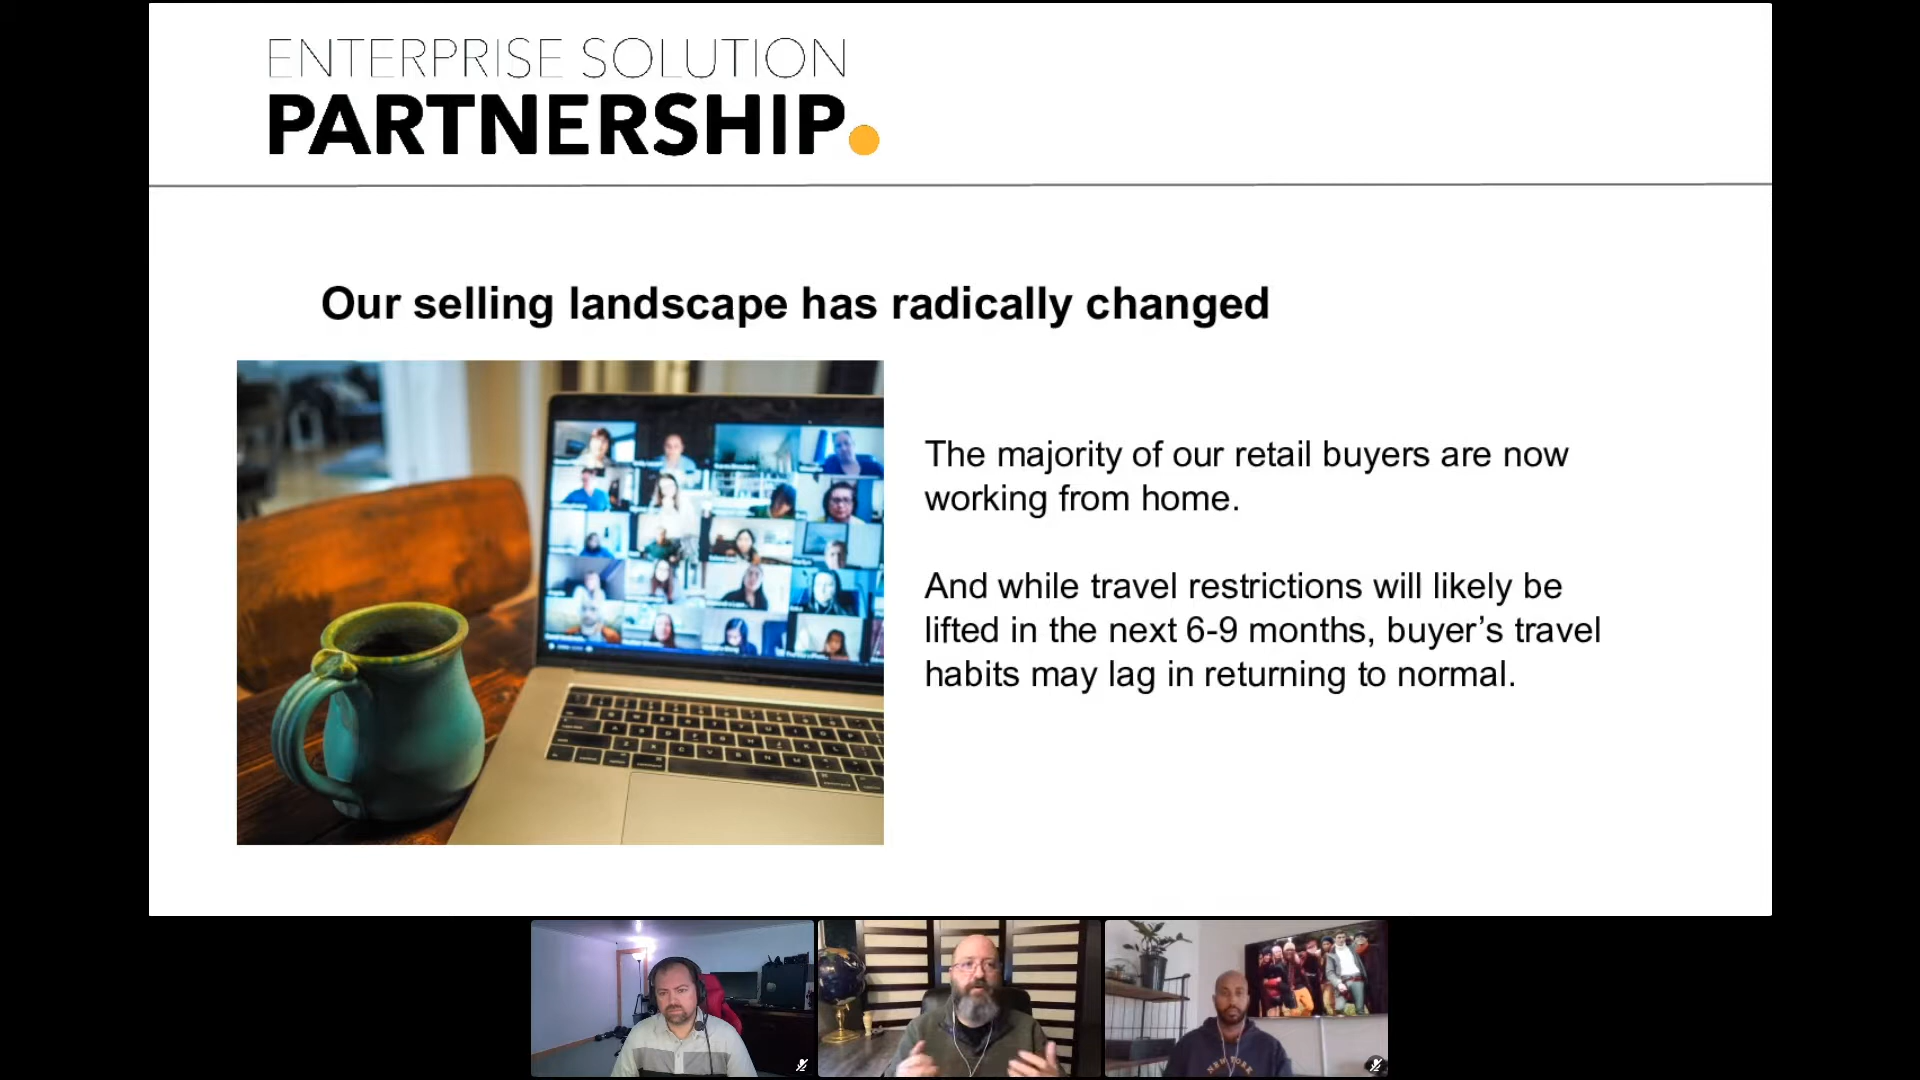 ENTERPRISE SOLUTION
PARTNERSHIP.
Our selling landscape has radically changed
The majority of our retail buyers are now
working from home.
And while travel restrictions will likely be
lifted in the next 6-9 months, buyer’s travel
habits may lag in returning to normal.
NEW YORK